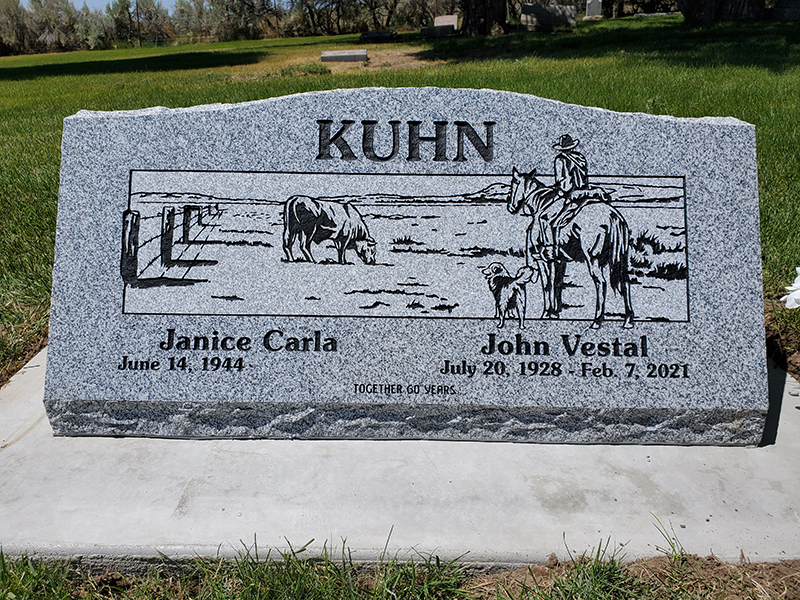 KUHN
Janice Carla
June 14, 1944
John Vestal
July 20, 1928 - Feb. 7, 2021
TOGETHER 60 YEARS...